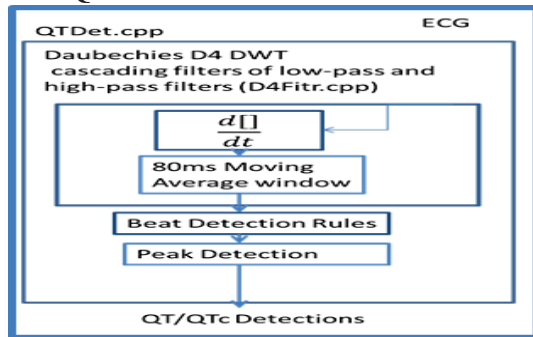 QTDet.cpp
ECG
Daubechies D4 DWT
cascading filters of low-pass and
high-pass filters (D4Fitr.cpp)
d[]
dt
80ms Moving
Average window
Beat Detection Rules
Peak Detection
QT/QTc Detections